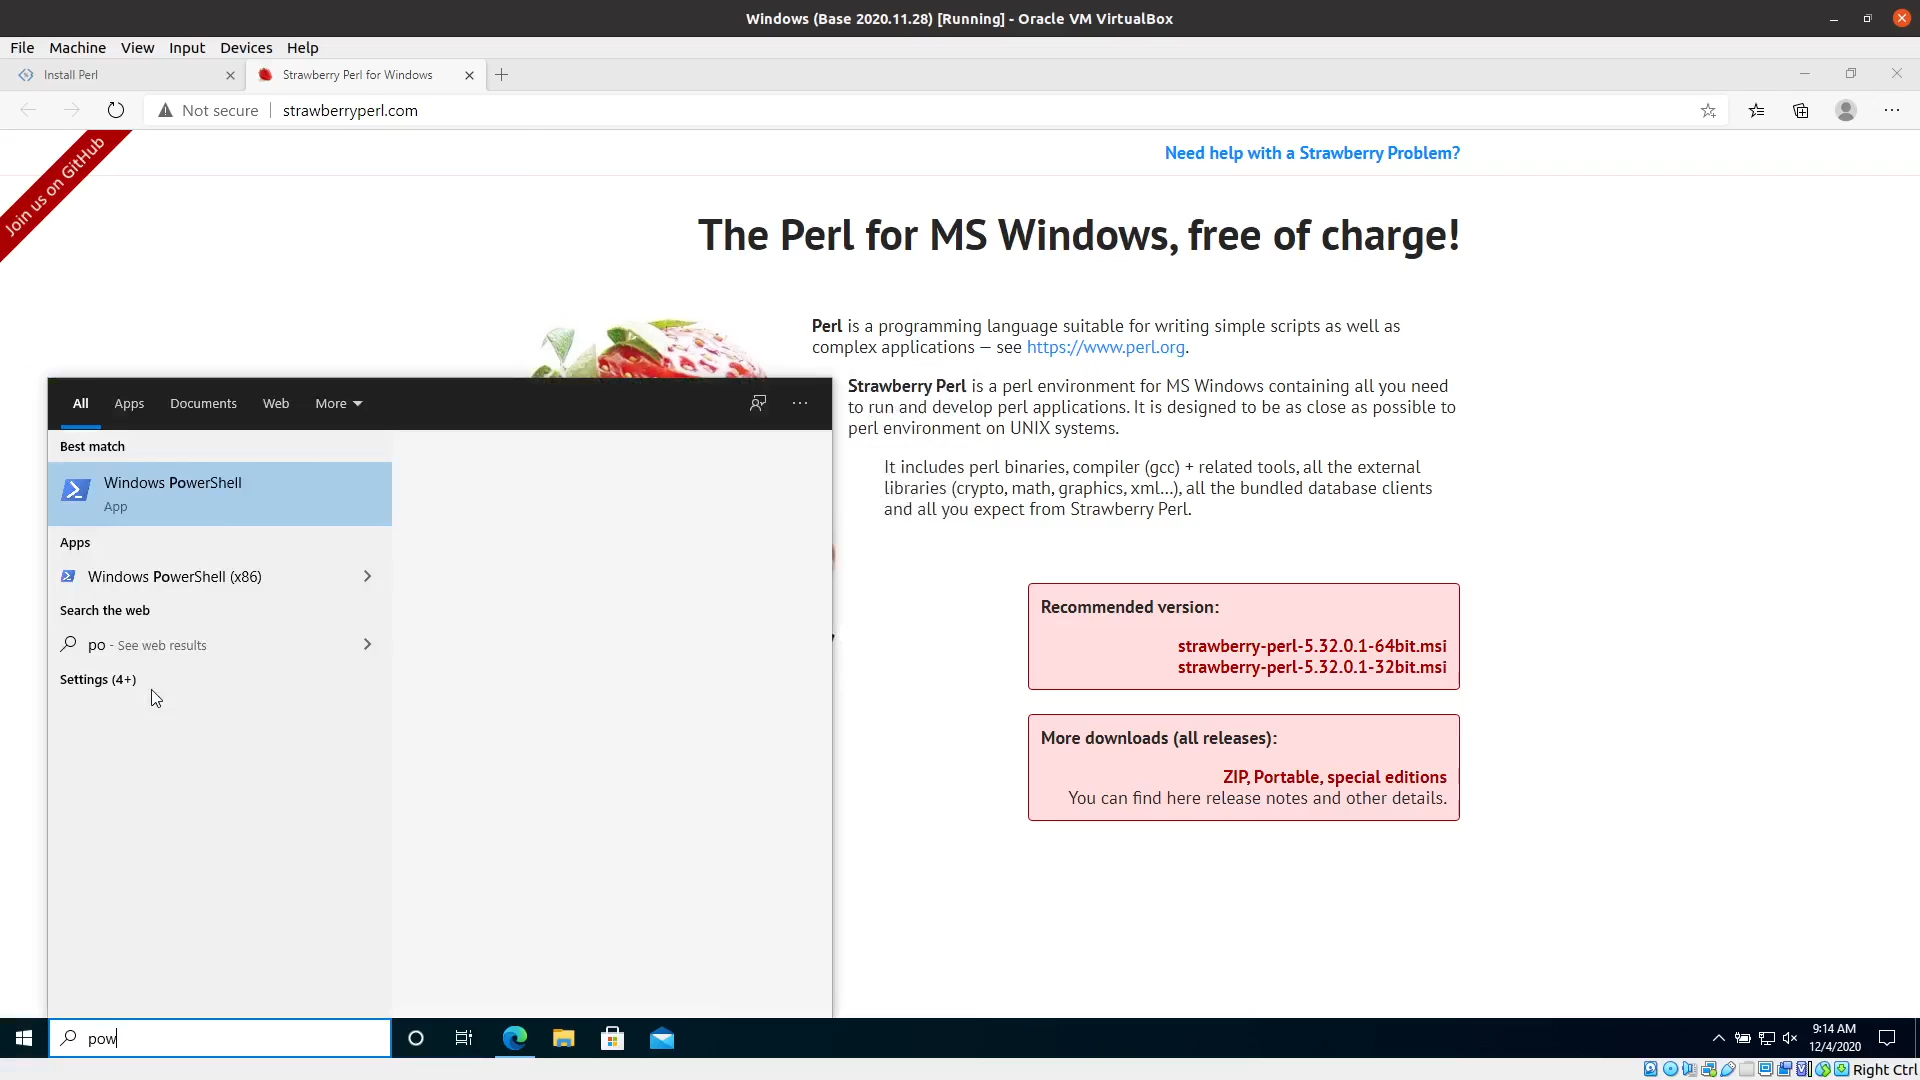 Windows (Base 2020.11.28) [Running] - Oracle VM VirtualBox
File Machine View Input Devices Help
Install Perl
Strawberry Perl for Windows
Not secure
strawberryperl.com
Join us on GitHub
Need help with a Strawberry Problem?
The Perl for MS Windows, free of charge!
Perl is a programming language suitable for writing simple scripts as well as
complex applications — see https://www.perl.org.
Strawberry Perl is a perl environment for MS Windows containing all you need
to run and develop perl applications. It is designed to be as close as possible to
perl environment on UNIX systems.
It includes perl binaries, compiler (gcc) + related tools, all the external
libraries (crypto, math, graphics, xml...), all the bundled database clients
and all you expect from Strawberry Perl.
Recommended version:
strawberry-perl-5.32.0.1-64bit.msi
strawberry-perl-5.32.0.1-32bit.msi
More downloads (all releases):
ZIP, Portable, special editions
You can find here release notes and other details.
All Apps Documents Web More
Best match
Windows PowerShell
App
Apps
Windows PowerShell (x86)
Search the web
po - See web results
Settings (4+)
pow
9:14 AM
12/4/2020
Right Ctrl